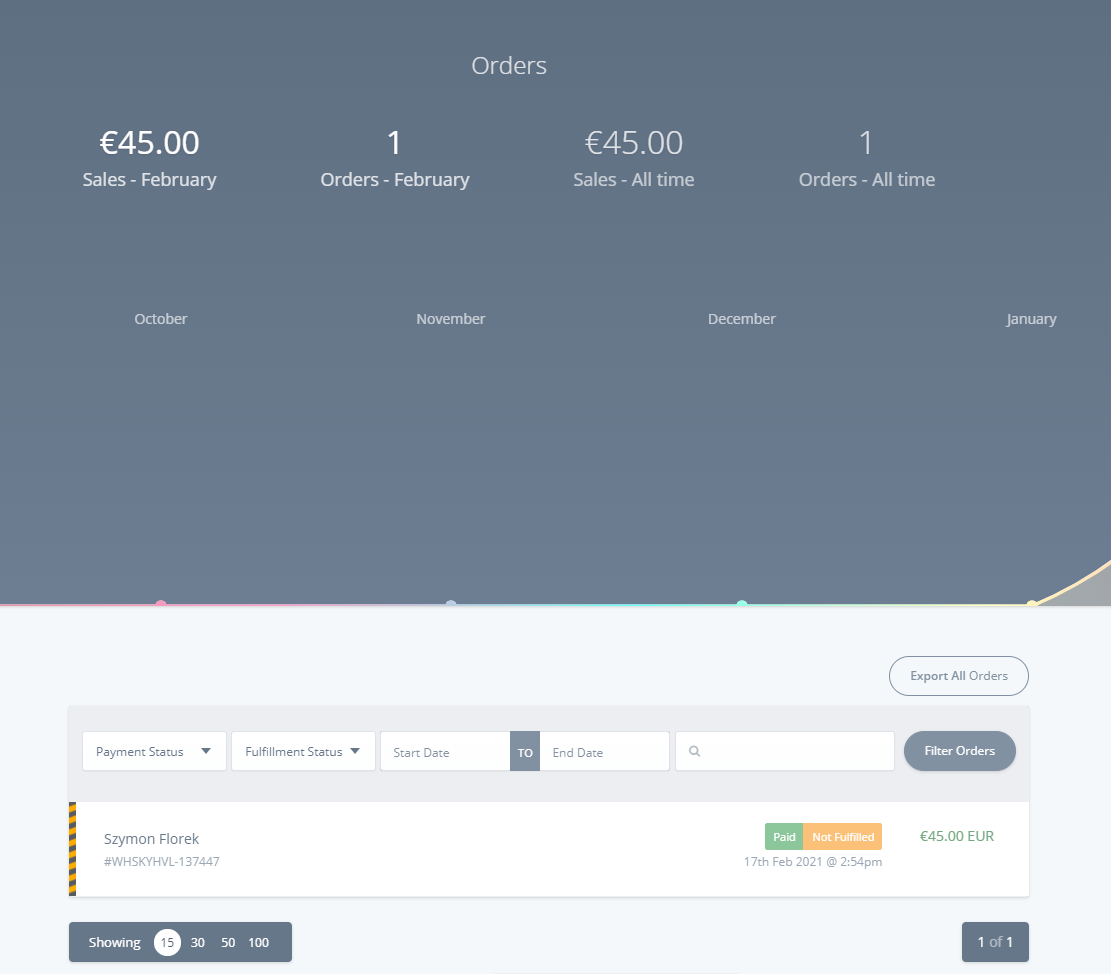 Orders
€45.00 1 €45.00 1
Sales - February Orders - February Sales - All time Orders - All time
October November December January
Export All Orders
Payment Status Fulfillment Status Start Date TO End Date Filter Orders
Szymon Florek Paid Not Fulfilled €45.00 EUR
#WHSKYHVL-137447 17th Feb 2021 @ 2:54pm
Showing 15 30 50 100 1 of 1